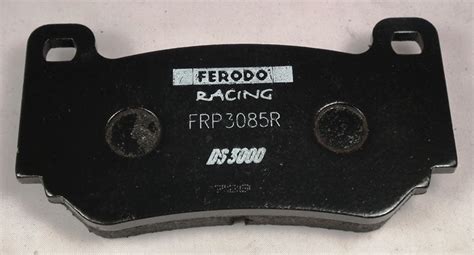 FERODO
RACING
FRP3085R
DS3000